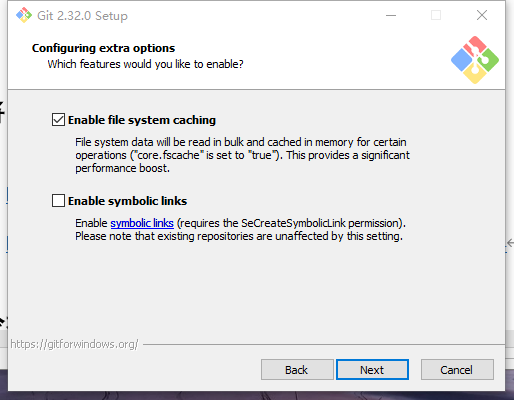 Git 2.32.0 Setup
Configuring extra options
Which features would you like to enable?
Enable file system caching
File system data will be read in bulk and cached in memory for certain
operations ("core.fscache" is set to "true"). This provides a significant
performance boost.
Enable symbolic links
Enable symbolic links (requires the SeCreateSymbolicLink permission).
Please note that existing repositories are unaffected by this setting.
https://gitforwindows.org/
Back Next Cancel